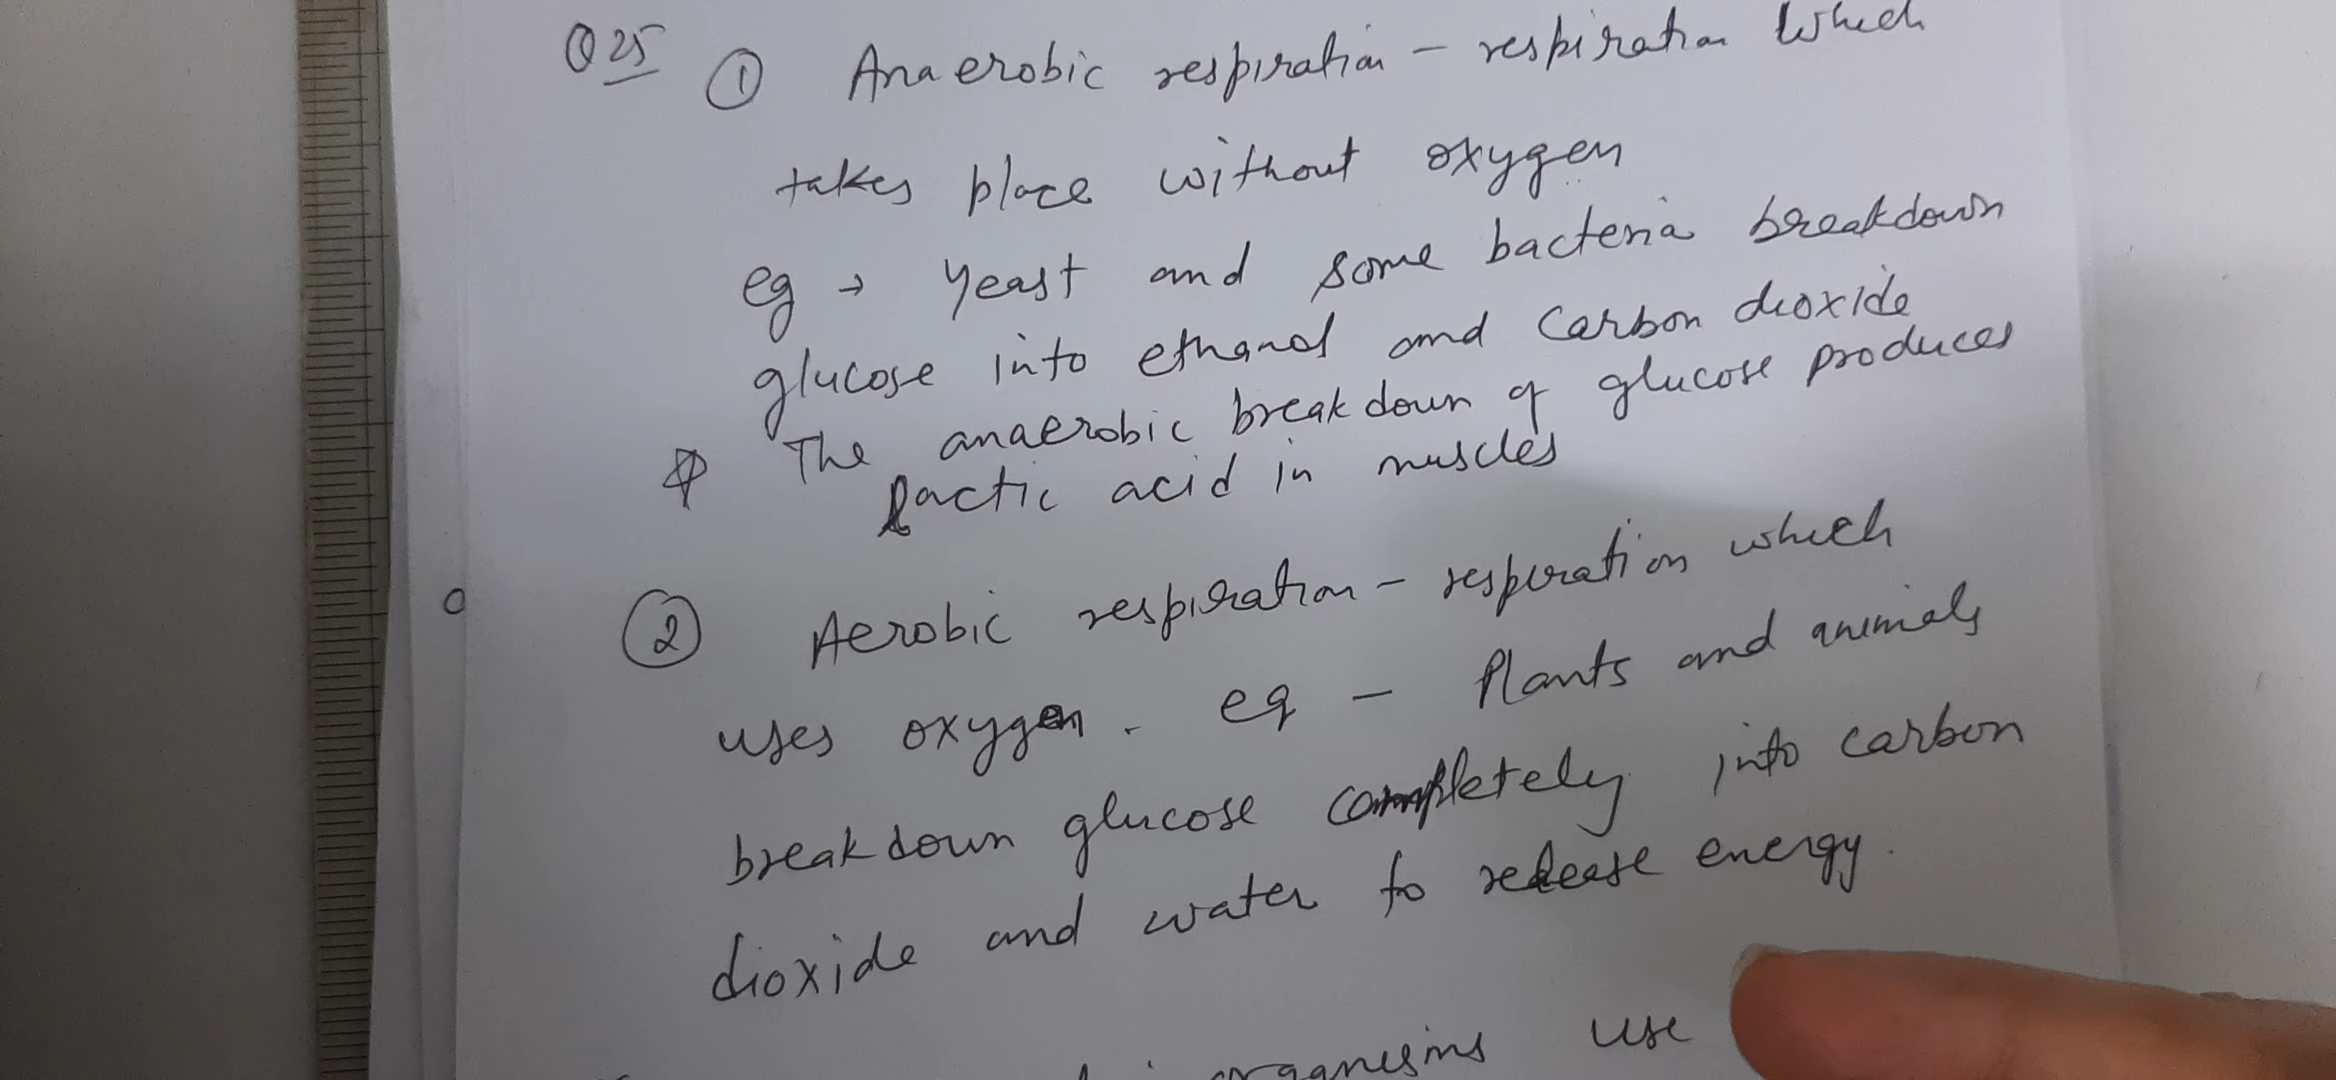 Q25 ① Anaerobic respiration – respiration which
takes place without oxygen
eg → yeast and some bacteria breakdown
glucose into ethanol and carbon dioxide
The anaerobic breakdown of glucose produces
lactic acid in muscles
② Aerobic respiration – respiration which
uses oxygen. eg – Plants and animals
breakdown glucose completely into carbon
dioxide and water to release energy.
organisms use